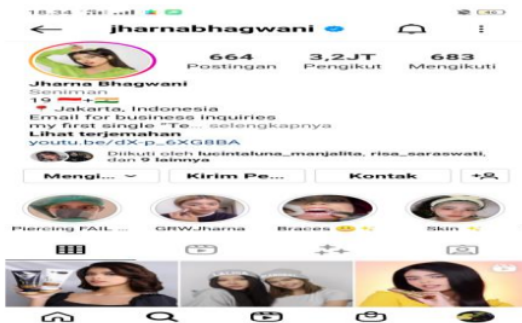 18.34
jharnabhagwani
664 3,2JT 683
Postingan Pengikut Mengikuti
Jharna Bhagwani
Seniman
19 +
Jakarta, Indonesia
Email for business inquiries
my first single "Te... selengkapnya
Lihat terjemahan
youtu.be/dX-p_6XG8BA
Diikuti oleh lucintaluna_manjalita, risa_saraswati,
dan 9 lainnya
Mengi... Kirim Pe... Kontak
Piercing FAIL ... GRWJharna Braces Skin